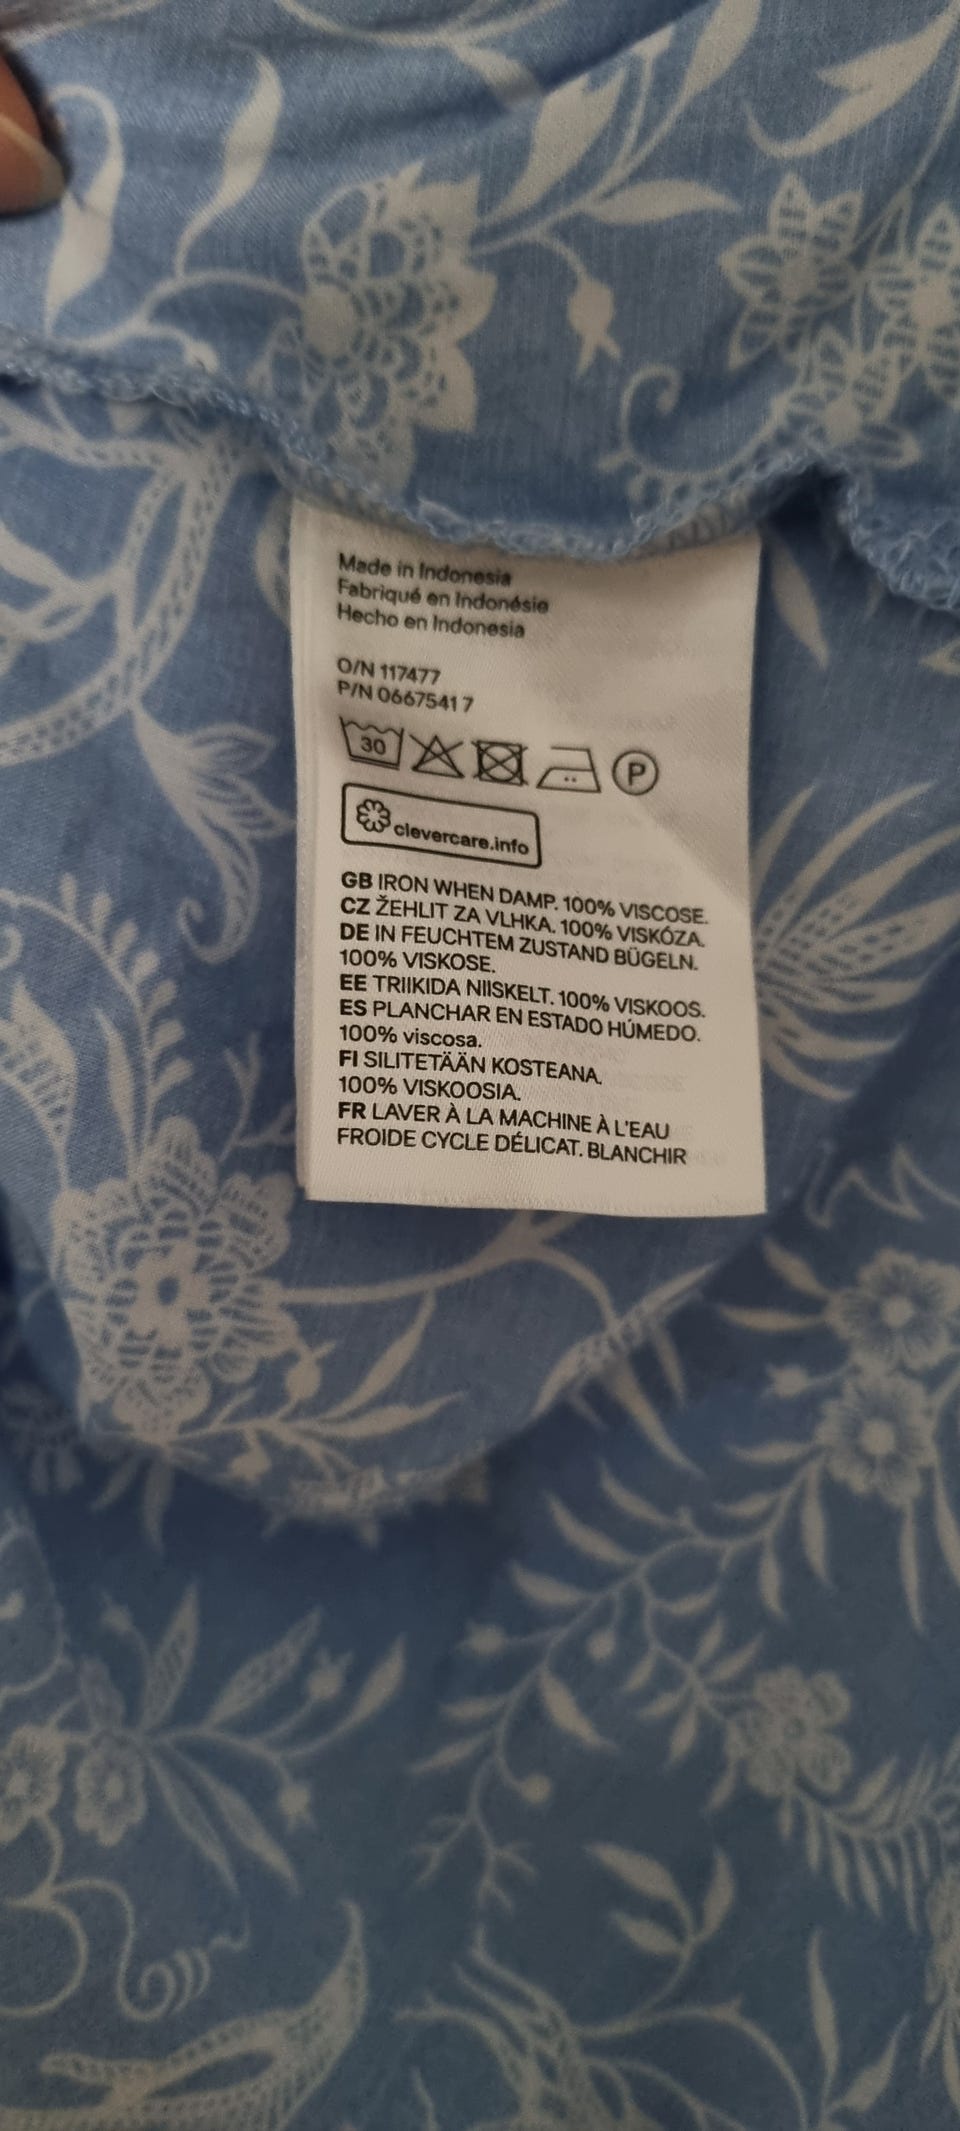 Made in Indonesia
Fabriqué en Indonésie
Hecho en Indonesia
O/N 117477
P/N 06675417
30
P
clevercare.info
GB IRON WHEN DAMP. 100% VISCOSE.
CZ ŽEHLIT ZA VLHKA. 100% VISKÓZA.
DE IN FEUCHTEM ZUSTAND BÜGELN.
100% VISKOSE.
EE TRIIKIDA NIISKELT. 100% VISKOOS.
ES PLANCHAR EN ESTADO HÚMEDO.
100% viscosa.
FI SILITETÄÄN KOSTEANA.
100% VISKOOSIA.
FR LAVER À LA MACHINE À L'EAU
FROIDE CYCLE DÉLICAT. BLANCHIR